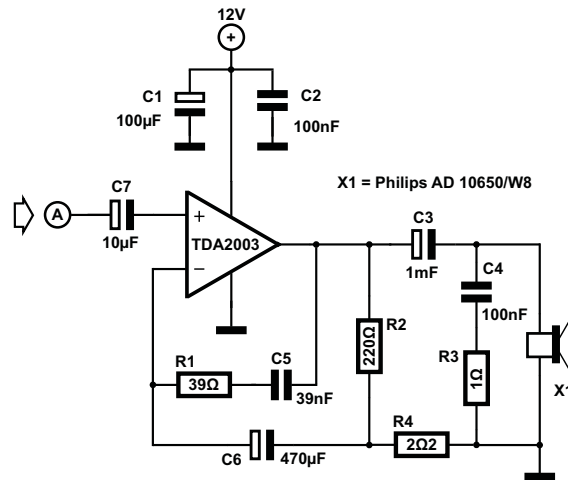 12V
+
C1
100µF
C2
100nF
X1 = Philips AD 10650/W8
A
C7
10µF
+
TDA2003
−
C3
1mF
C4
100nF
R2
220Ω
R1
39Ω
C5
39nF
R3
1Ω
X1
R4
2Ω2
C6
470µF